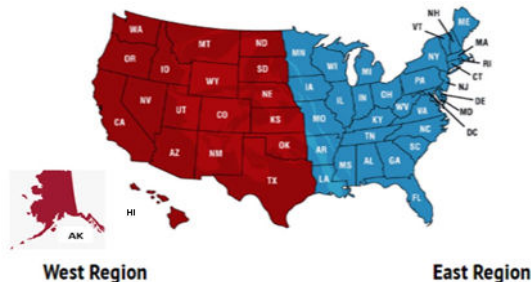 NH
VT
ME
WA
MT
ND
MN
MA
OR
ID
SD
WI
MI
NY
RI
WY
CT
IA
PA
NJ
NE
NV
UT
IL
IN
OH
DE
CO
WV
VA
MD
CA
KS
MO
KY
DC
NC
TN
OK
AR
SC
AZ
NM
MS
AL
GA
TX
LA
FL
HI
AK
West Region
East Region